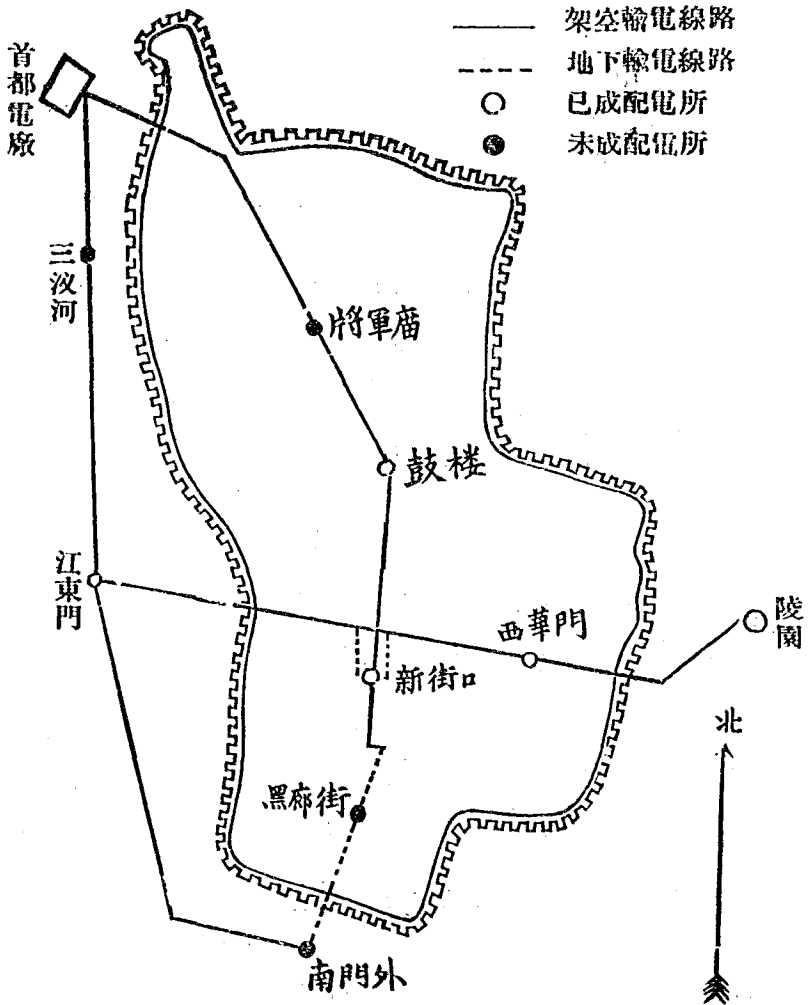 架空輸電線路
地下輸電線路
已成配電所
未成配電所
首都電廠
三汊河
將軍廟
鼓楼
江東門
西華門
陵園
新街口
北
黑廊街
南門外